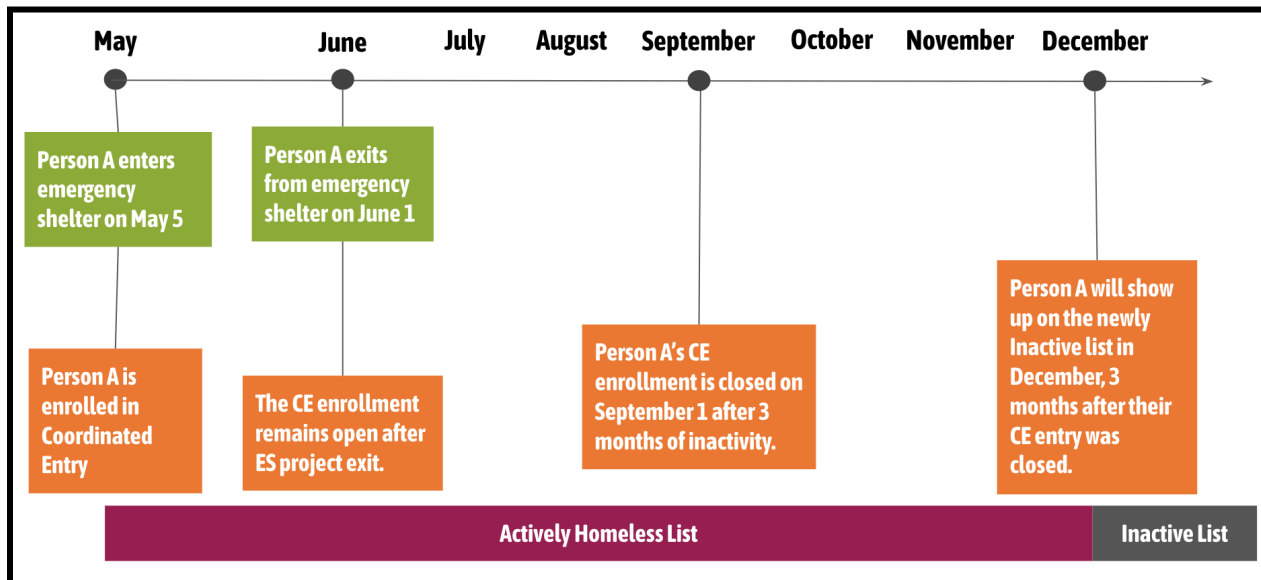 May June July August September October November December
Person A enters
emergency
shelter on May 5
Person A exits
from emergency
shelter on June 1
Person A is
enrolled in
Coordinated
Entry
The CE enrollment
remains open after
ES project exit.
Person A’s CE
enrollment is closed on
September 1 after 3
months of inactivity.
Person A will show
up on the newly
Inactive list in
December, 3
months after their
CE entry was
closed.
Actively Homeless List
Inactive List